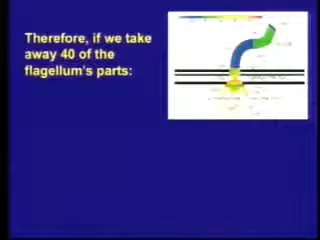 Therefore, if we take
away 40 of the
flagellum's parts: